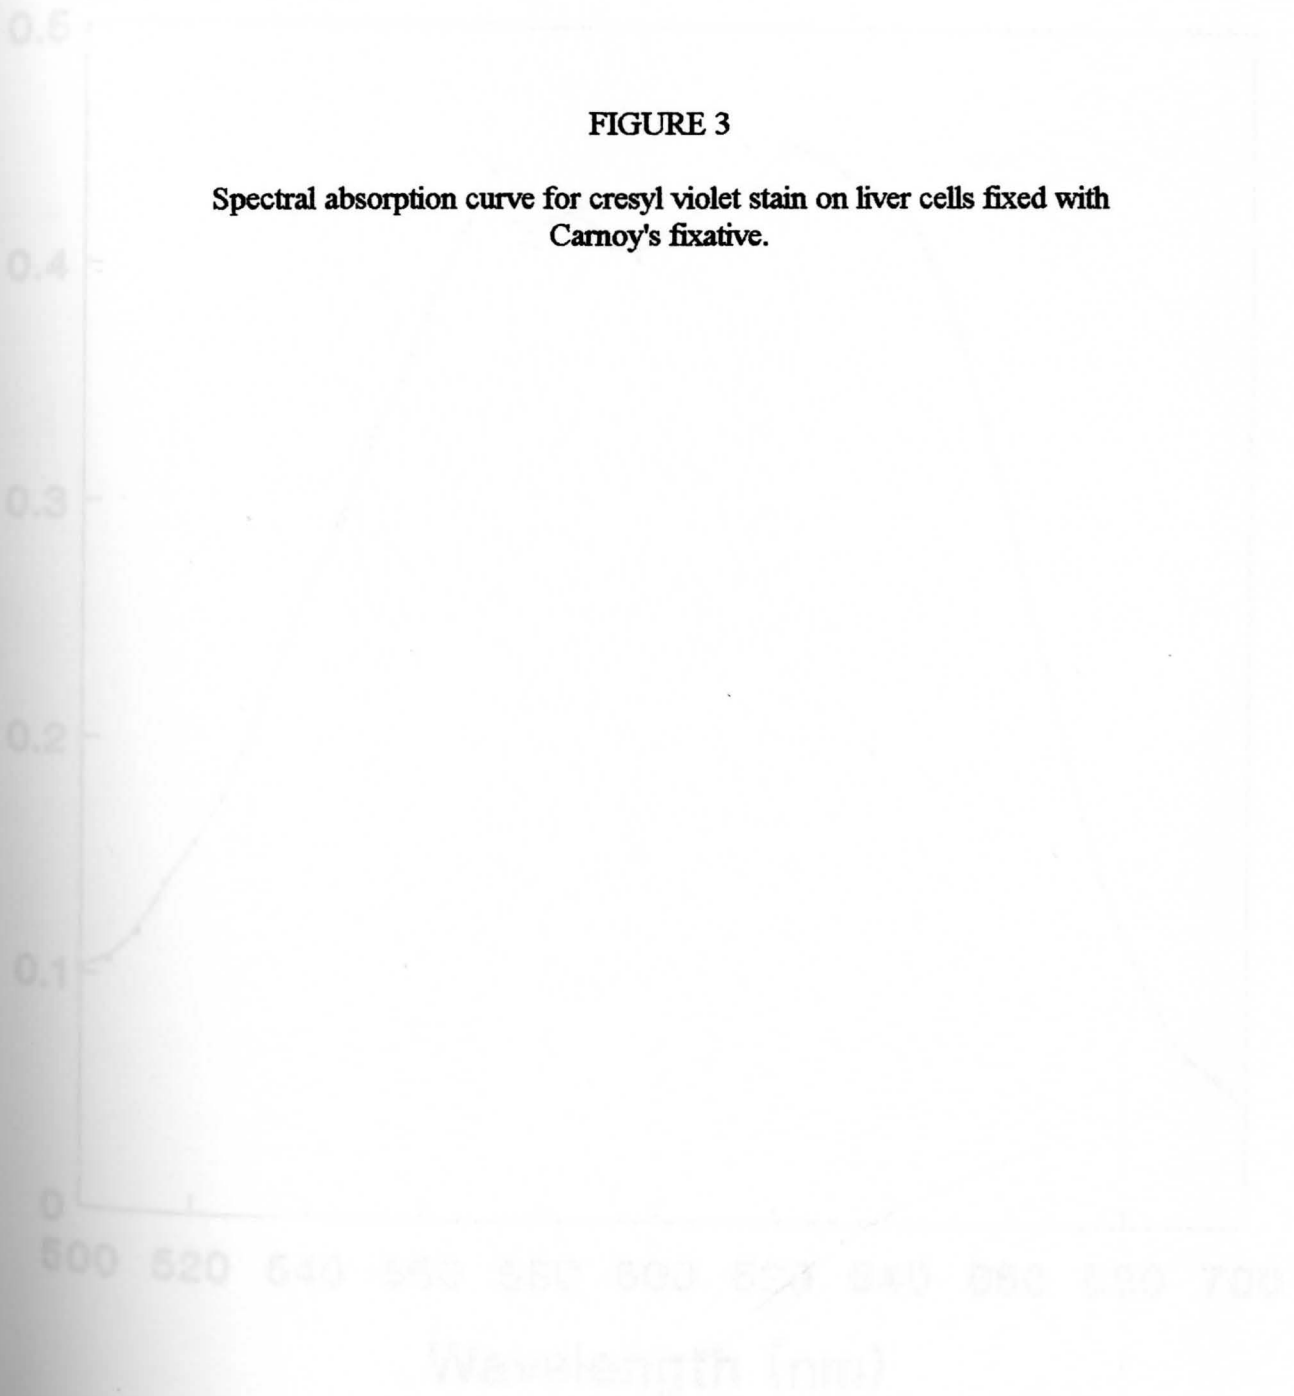 0.5
FIGURE 3
Spectral absorption curve for cresyl violet stain on liver cells fixed with
Carnoy's fixative.
0.4
0.3
0.2
0.1
0
500 520 540 560 580 600 620 640 660 680 700
Wavelength (nm)